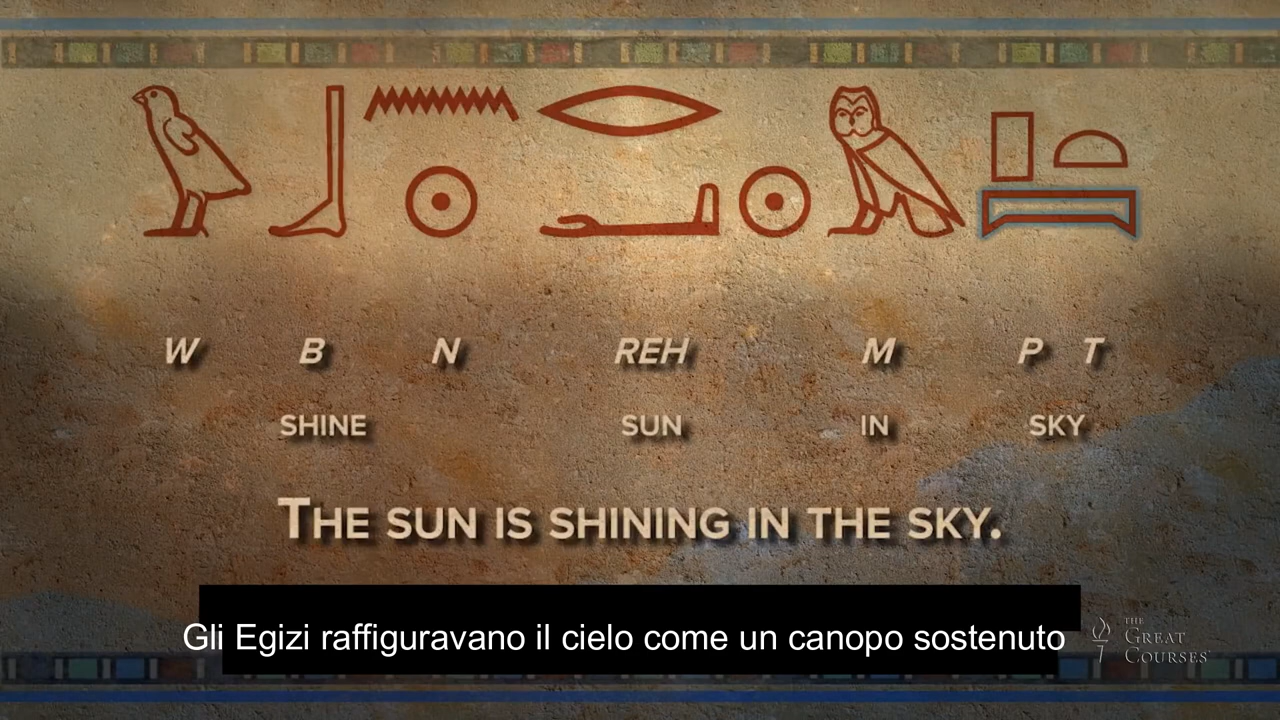 𓅱𓃀𓈖𓇳𓂋𓂝𓇳𓅓𓊪𓏏𓇯
W B N REH M P T
SHINE SUN IN SKY
THE SUN IS SHINING IN THE SKY.
Gli Egizi raffiguravano il cielo come un canopo sostenuto
THE
GREAT
COURSES